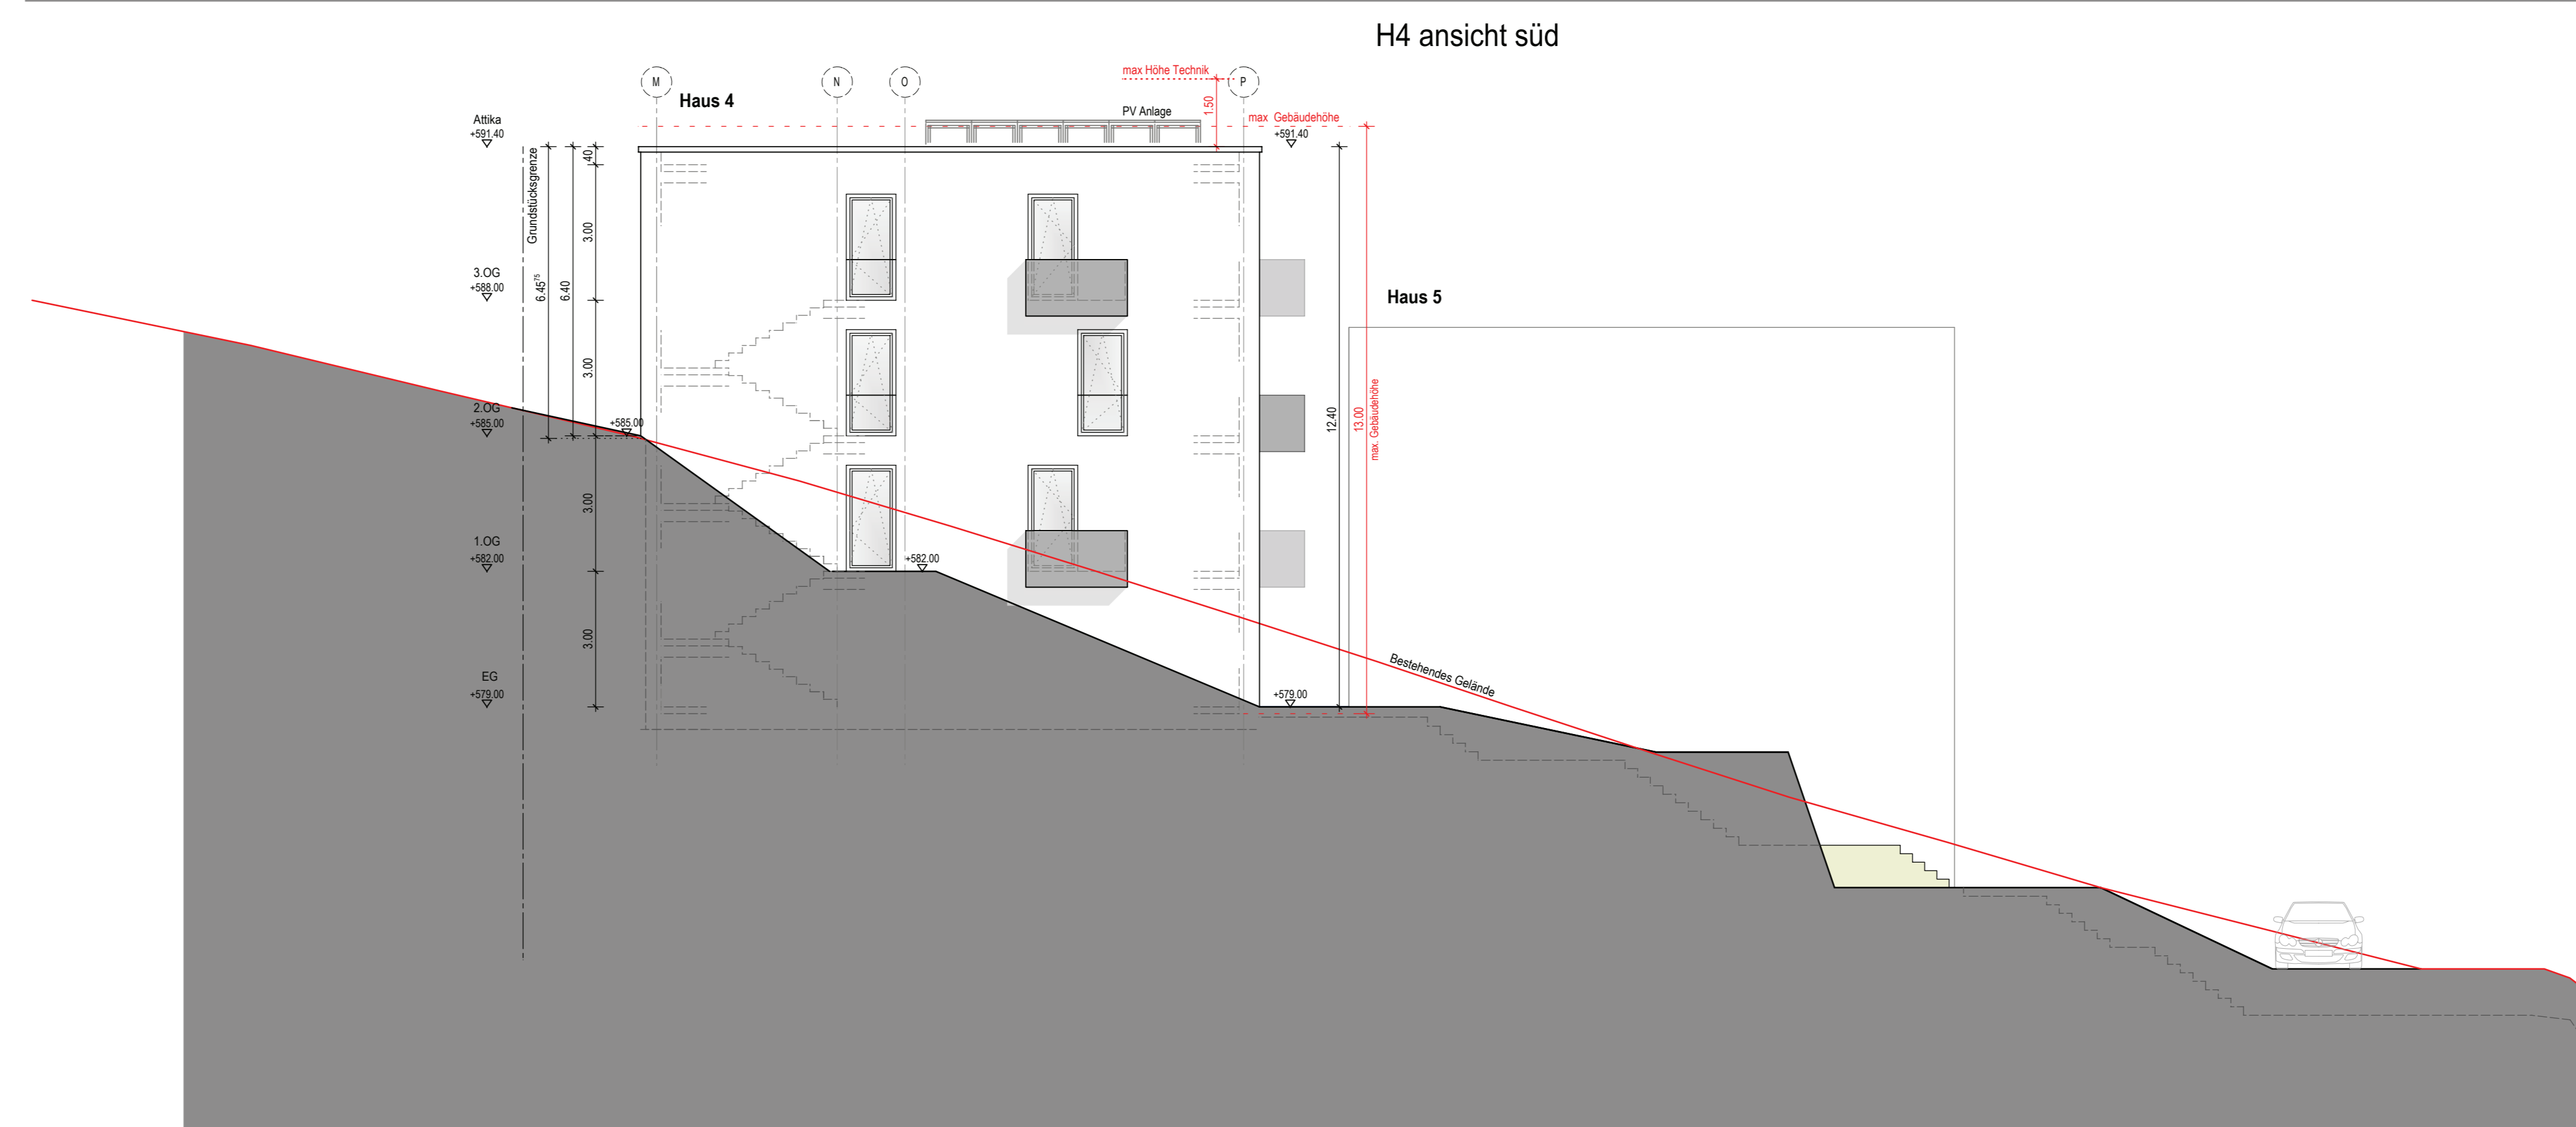 H4 ansicht süd
max Höhe Technik
M
N
O
P
Haus 4
1.50
PV Anlage
max Gebäudehöhe
Attika
+591.40
+591.40
40
Grundstücksgrenze
3.00
3.OG
+588.00
6.45⁷⁵
6.40
Haus 5
3.00
2.OG
+585.00
+585.00
12.40
13.00
max. Gebäudehöhe
3.00
1.OG
+582.00
+582.00
3.00
Bestehendes Gelände
EG
+579.00
+579.00